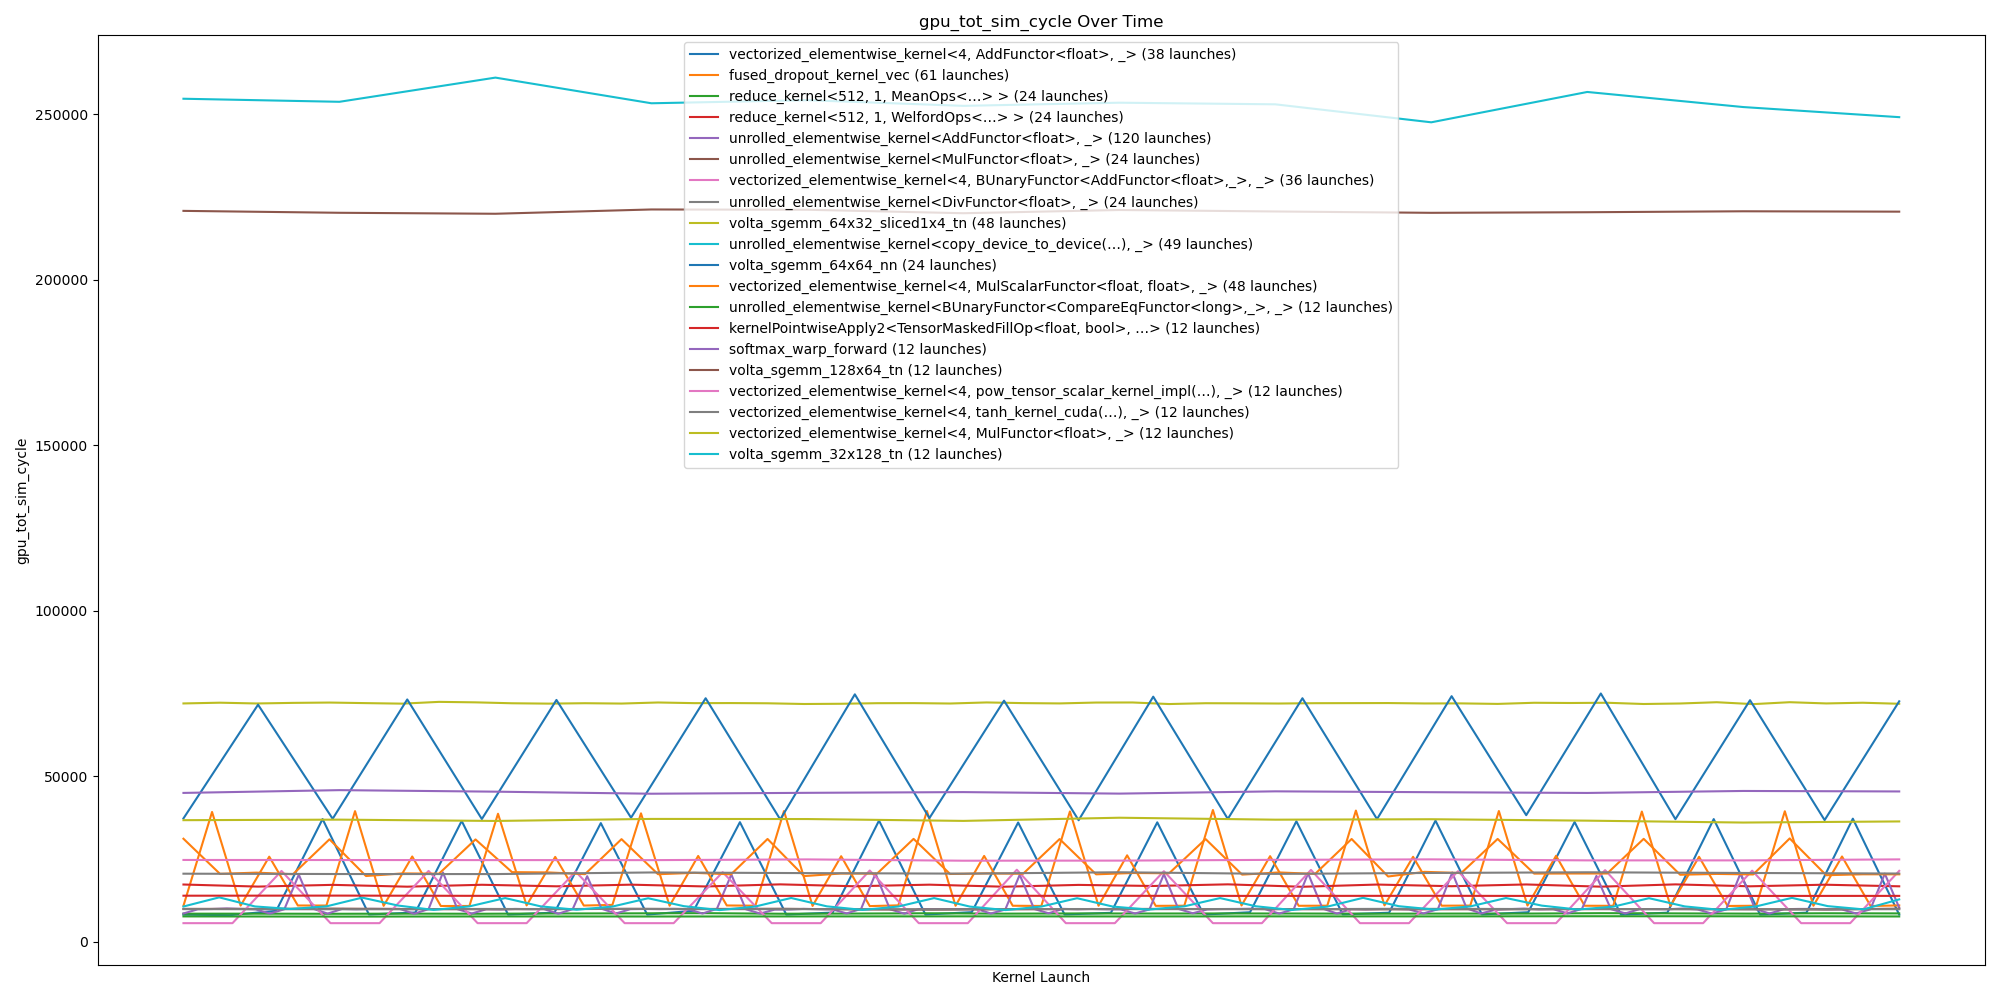 gpu_tot_sim_cycle Over Time
vectorized_elementwise_kernel<4, AddFunctor<float>, _> (38 launches)
fused_dropout_kernel_vec (61 launches)
reduce_kernel<512, 1, MeanOps<...> > (24 launches)
reduce_kernel<512, 1, WelfordOps<...> > (24 launches)
unrolled_elementwise_kernel<AddFunctor<float>, _> (120 launches)
unrolled_elementwise_kernel<MulFunctor<float>, _> (24 launches)
vectorized_elementwise_kernel<4, BUnaryFunctor<AddFunctor<float>,_>, _> (36 launches)
unrolled_elementwise_kernel<DivFunctor<float>, _> (24 launches)
volta_sgemm_64x32_sliced1x4_tn (48 launches)
unrolled_elementwise_kernel<copy_device_to_device(...), _> (49 launches)
volta_sgemm_64x64_nn (24 launches)
vectorized_elementwise_kernel<4, MulScalarFunctor<float, float>, _> (48 launches)
unrolled_elementwise_kernel<BUnaryFunctor<CompareEqFunctor<long>,_>, _> (12 launches)
kernelPointwiseApply2<TensorMaskedFillOp<float, bool>, ...> (12 launches)
softmax_warp_forward (12 launches)
volta_sgemm_128x64_tn (12 launches)
vectorized_elementwise_kernel<4, pow_tensor_scalar_kernel_impl(...), _> (12 launches)
vectorized_elementwise_kernel<4, tanh_kernel_cuda(...), _> (12 launches)
vectorized_elementwise_kernel<4, MulFunctor<float>, _> (12 launches)
volta_sgemm_32x128_tn (12 launches)
250000
200000
150000
100000
50000
0
gpu_tot_sim_cycle
Kernel Launch